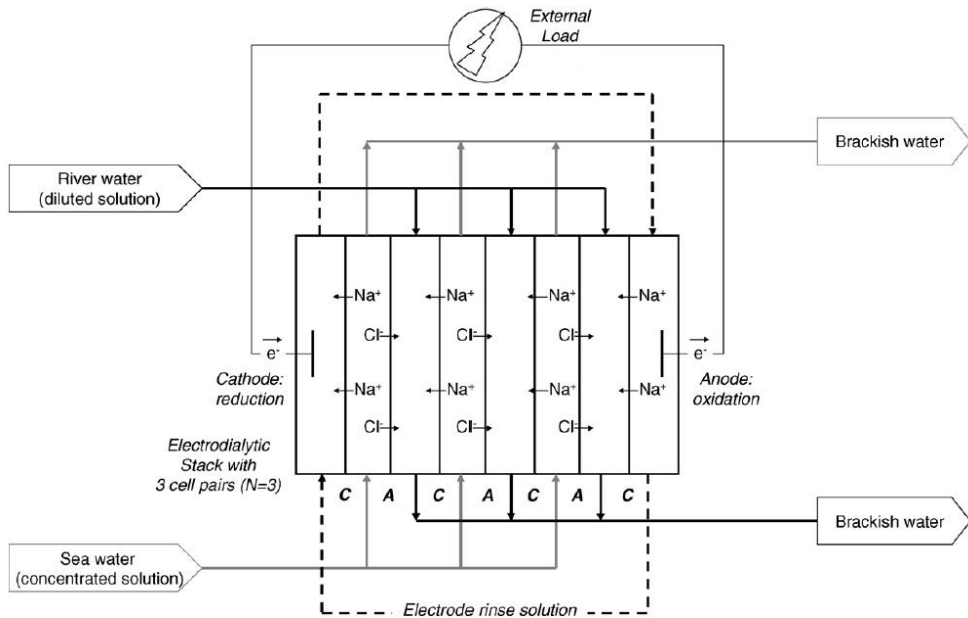 External
Load
Brackish water
River water
(diluted solution)
Na⁺ Na⁺ Na⁺ Na⁺
Cl⁻ Cl⁻ Cl⁻
e⁻ e⁻
Cathode:
reduction
Anode:
oxidation
Na⁺ Na⁺ Na⁺ Na⁺
Cl⁻ Cl⁻ Cl⁻
Electrodialytic
Stack with
3 cell pairs (N=3)
C A C A C A C
Brackish water
Sea water
(concentrated solution)
Electrode rinse solution